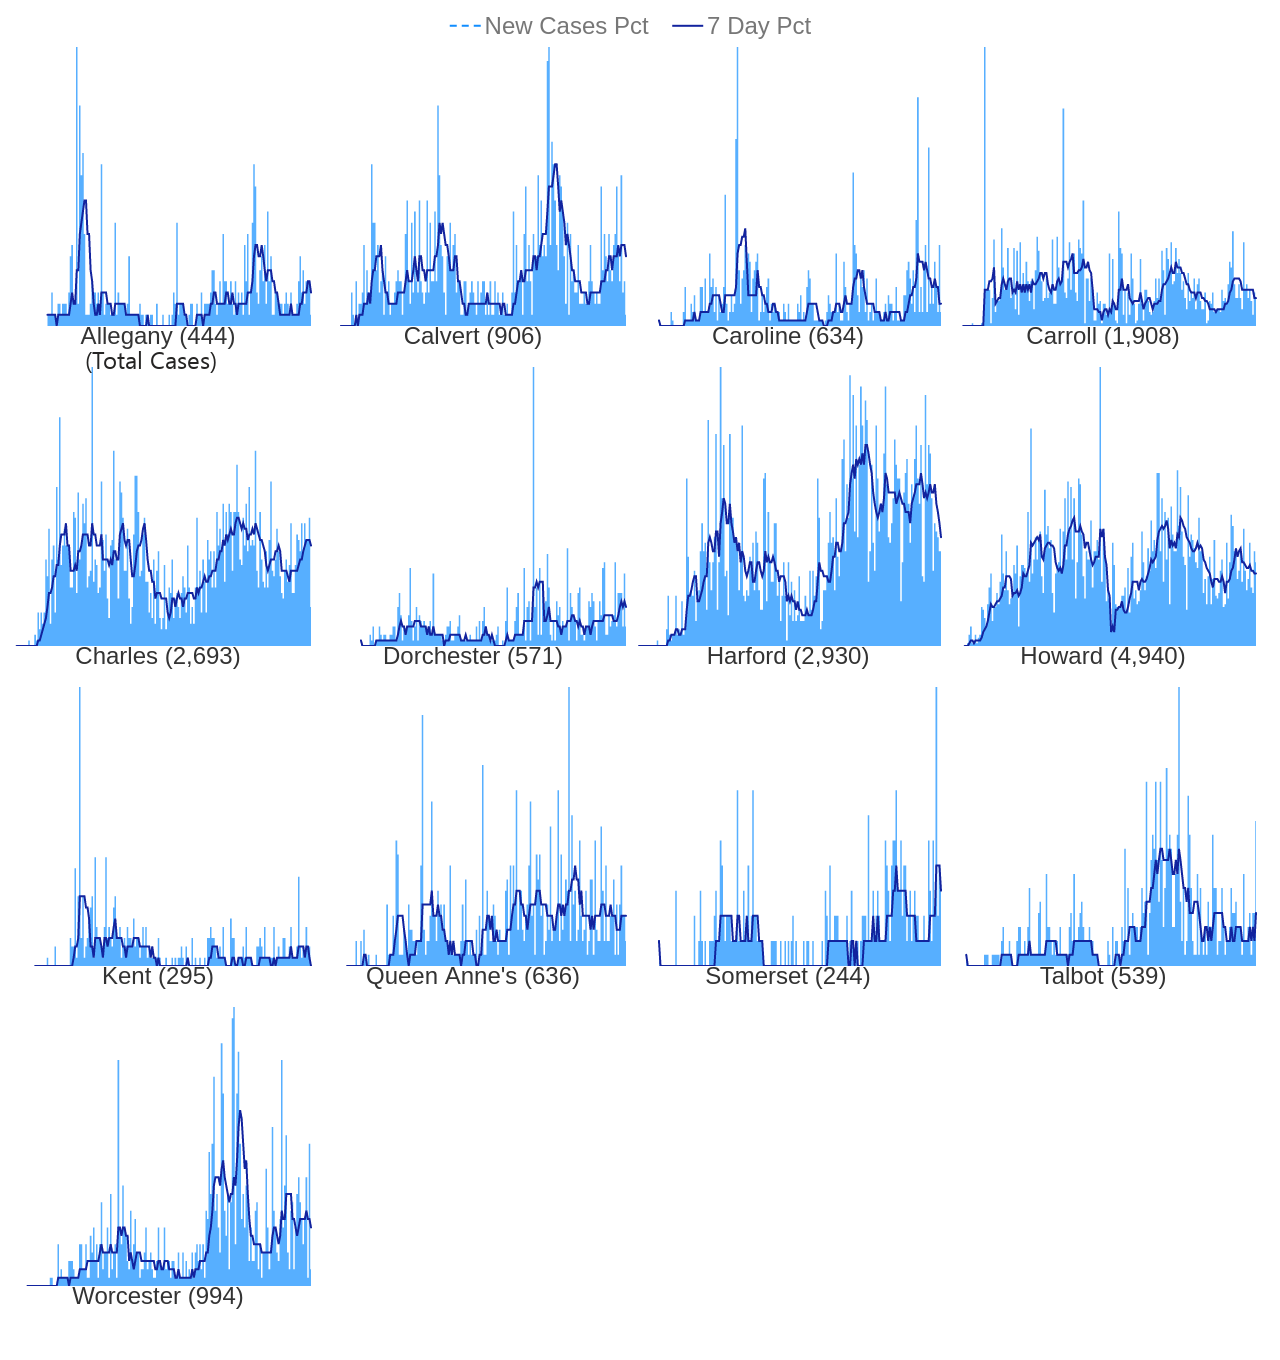 New Cases Pct 7 Day Pct
Allegany (444) Calvert (906) Caroline (634) Carroll (1,908)
(Total Cases)
Charles (2,693) Dorchester (571) Harford (2,930) Howard (4,940)
Kent (295) Queen Anne's (636) Somerset (244) Talbot (539)
Worcester (994)